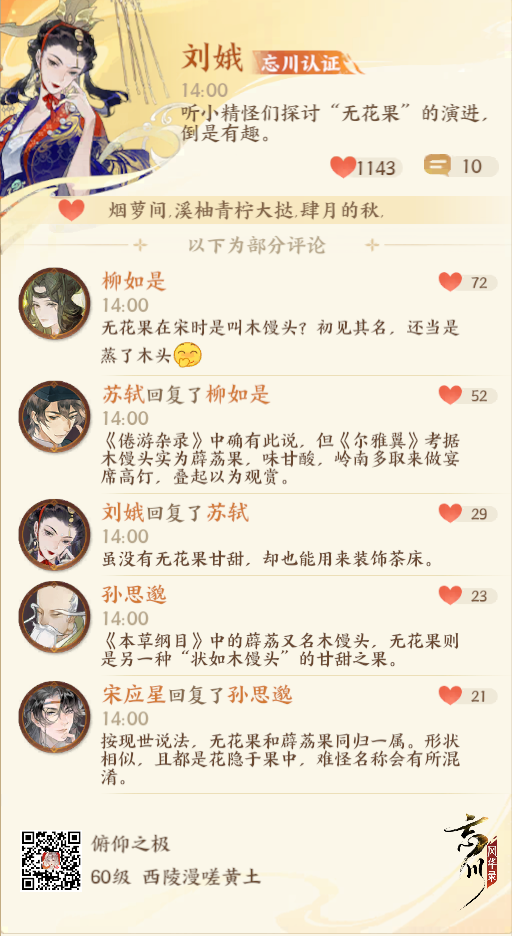 刘娥 忘川认证
14:00
听小精怪们探讨“无花果”的演进，
倒是有趣。
1143 10
烟萝间,溪柚青柠大挞,肆月的秋,
以下为部分评论
柳如是 72
14:00
无花果在宋时是叫木馒头？初见其名，还当是
蒸了木头
苏轼回复了柳如是 52
14:00
《倦游杂录》中确有此说，但《尔雅翼》考据
木馒头实为薜荔果，味甘酸，岭南多取来做宴
席高饤，叠起以为观赏。
刘娥回复了苏轼 29
14:00
虽没有无花果甘甜，却也能用来装饰茶床。
孙思邈 23
14:00
《本草纲目》中的薜荔又名木馒头，无花果则
是另一种“状如木馒头”的甘甜之果。
宋应星回复了孙思邈 21
14:00
按现世说法，无花果和薜荔果同归一属。形状
相似，且都是花隐于果中，难怪名称会有所混
淆。
俯仰之极
60级 西陵漫嗟黄土
忘川
风华录